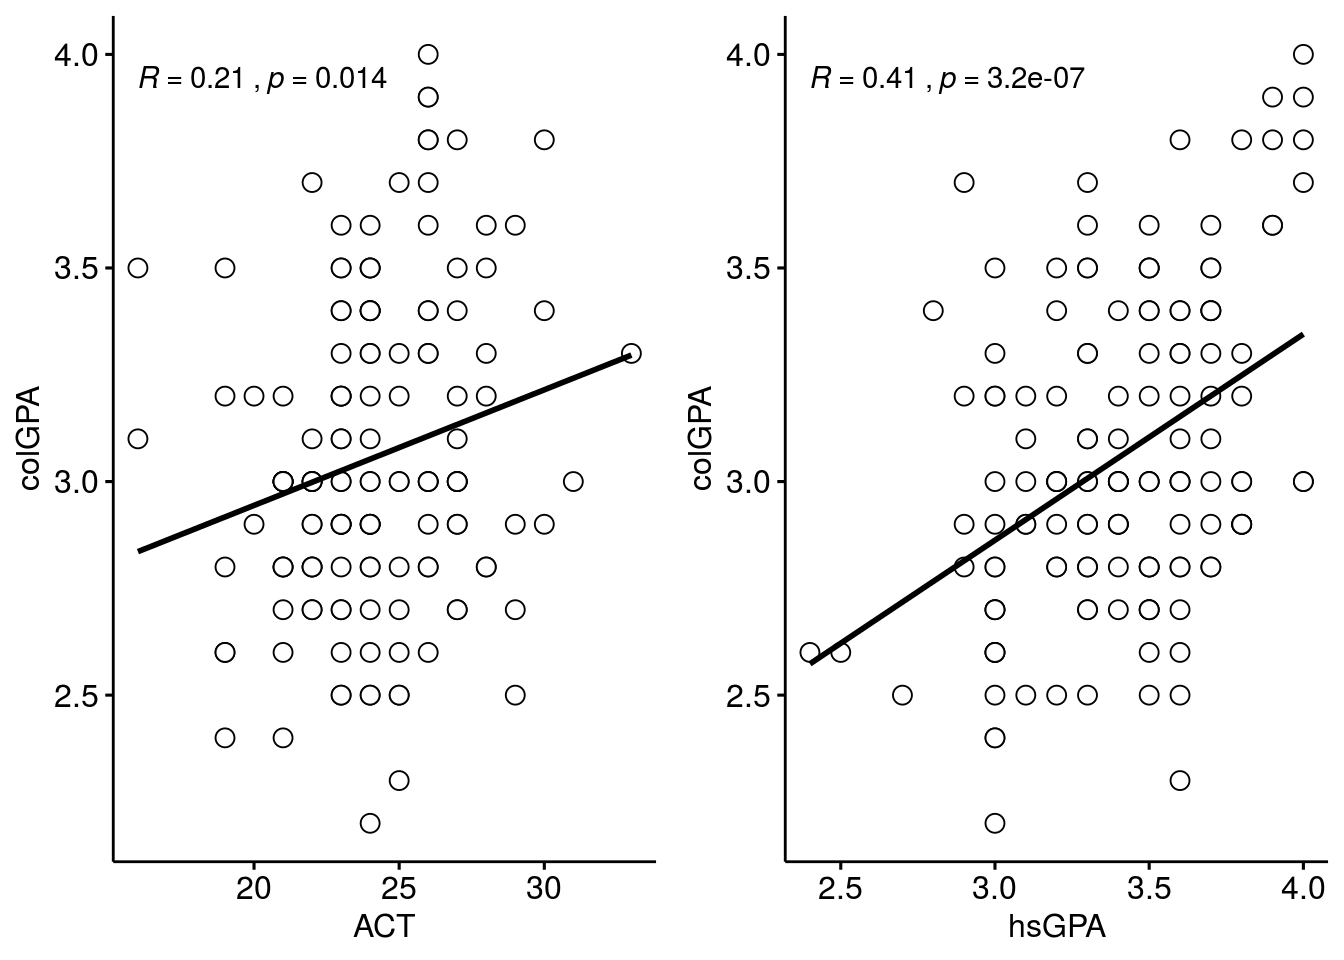 R = 0.21 , p = 0.014
4.0
3.5
3.0
2.5
colGPA
20 25 30
ACT
R = 0.41 , p = 3.2e-07
4.0
3.5
3.0
2.5
colGPA
2.5 3.0 3.5 4.0
hsGPA